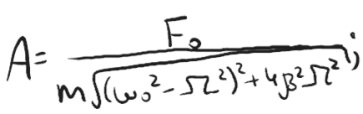 A = F₀ / m√((ω₀² − Ω²)² + 4β²Ω²) ;